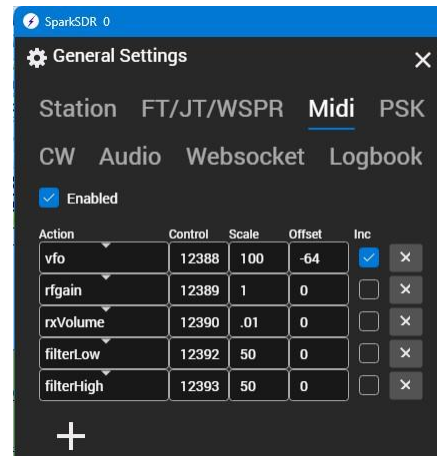 SparkSDR 0
General Settings
Station FT/JT/WSPR Midi PSK
CW Audio Websocket Logbook
Enabled
Action Control Scale Offset Inc
vfo 12388 100 -64
rfgain 12389 1 0
rxVolume 12390 .01 0
filterLow 12392 50 0
filterHigh 12393 50 0